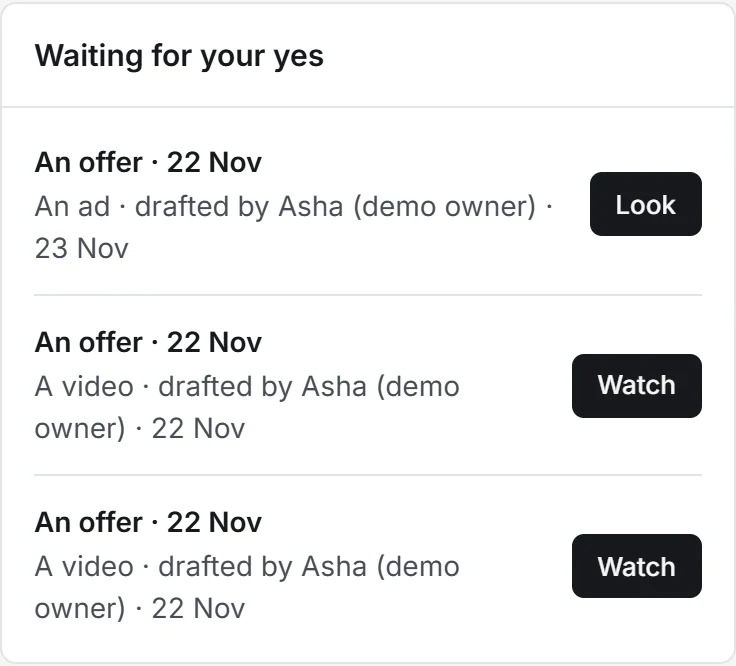 Waiting for your yes
An offer · 22 Nov
An ad · drafted by Asha (demo owner) ·
23 Nov
Look
An offer · 22 Nov
A video · drafted by Asha (demo
owner) · 22 Nov
Watch
An offer · 22 Nov
A video · drafted by Asha (demo
owner) · 22 Nov
Watch